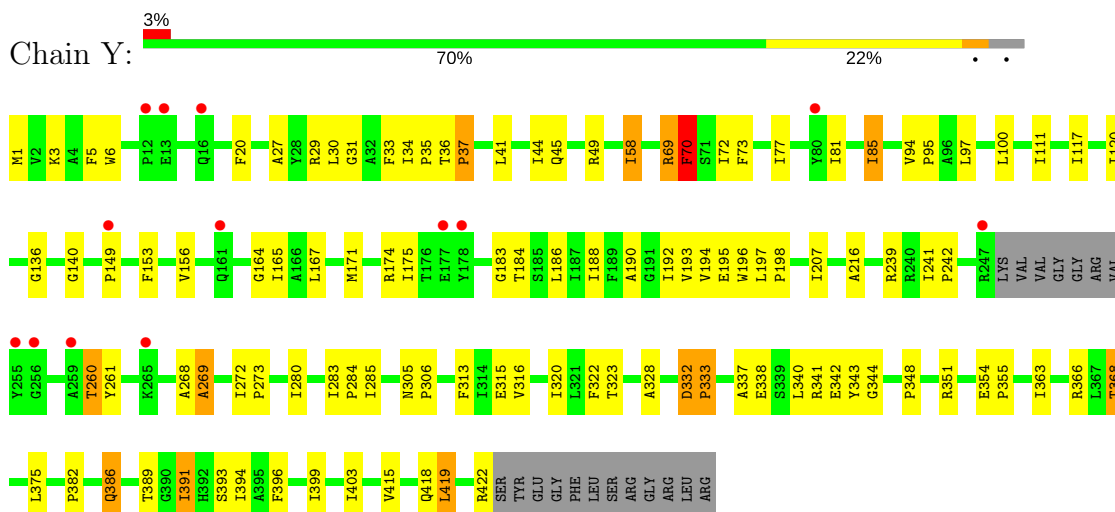 3%
Chain Y:
70% 22% • •
M1 V2 K3 A4 F5 W6 P12 E13 Q16 F20 A27 Y28 R29 L30 G31 A32 F33 I34 P35 T36 P37 L41 I44 Q45 R49 I58 R69 F70 S71 I72 F73 I77 Y80 I81 I85 V94 P95 A96 L97 L100 I111 I117 I120
G136 G140 P149 F153 V156 Q161 G164 I165 A166 L167 M171 R174 I175 T176 E177 Y178 G183 T184 S185 L186 I187 I188 F189 A190 G191 I192 V193 V194 E195 W196 L197 P198 I207 A216 R239 R240 I241 P242 R247 LYS VAL VAL GLY GLY ARG VAL
Y255 G256 A259 T260 Y261 K265 A268 A269 I272 P273 I280 I283 P284 I285 N305 P306 F313 I314 E315 V316 I320 L321 F322 T323 A328 D332 P333 A337 E338 S339 L340 R341 E342 Y343 G344 P348 R351 E354 P355 I363 R366 L367 T368
L375 P382 Q386 T389 G390 I391 H392 S393 I394 A395 F396 I399 I403 V415 Q418 L419 R422 SER TYR GLU GLY PHE LEU SER ARG GLY ARG LEU ARG